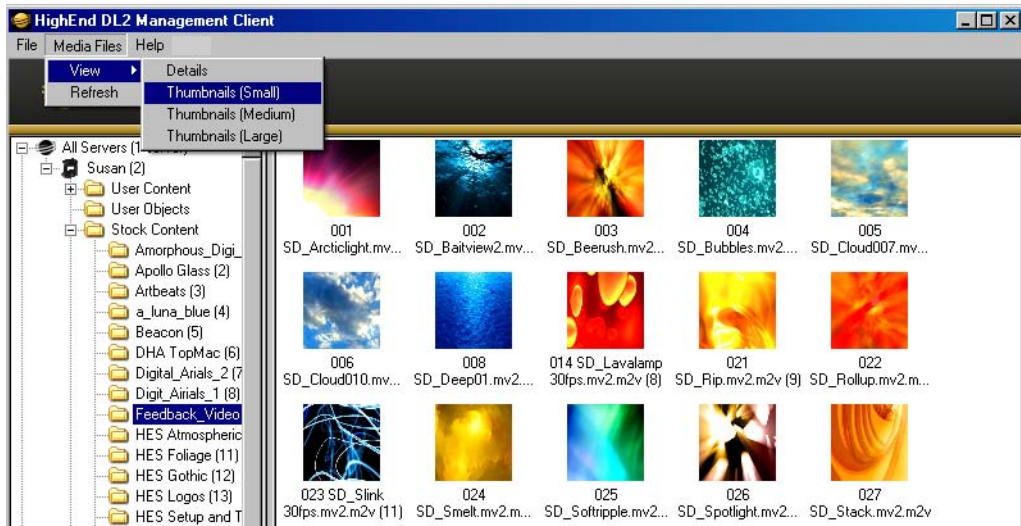 HighEnd DL2 Management Client
File Media Files Help
View
Refresh
Details
Thumbnails (Small)
Thumbnails (Medium)
Thumbnails (Large)
All Servers (1
Susan (2)
User Content
User Objects
Stock Content
Amorphous_Digi_
Apollo Glass (2)
Artbeats (3)
a_luna_blue (4)
Beacon (5)
DHA TopMac (6)
Digital_Arials_2 (7
Digit_Airials_1 (8)
Feedback_Video
HES Atmospheric
HES Foliage (11)
HES Gothic (12)
HES Logos (13)
HES Setup and T
001
SD_Arcticlight.mv...
002
SD_Baitview2.mv...
003
SD_Beerush.mv2....
004
SD_Bubbles.mv2....
005
SD_Cloud007.mv...
006
SD_Cloud010.mv...
008
SD_Deep01.mv2....
014 SD_Lavalamp
30fps.mv2.m2v (8)
021
SD_Rip.mv2.m2v (9)
022
SD_Rollup.mv2.m...
023 SD_Slink
30fps.mv2.m2v (11)
024
SD_Smelt.mv2.m...
025
SD_Softripple.mv2...
026
SD_Spotlight.mv2...
027
SD_Stack.mv2.m2v